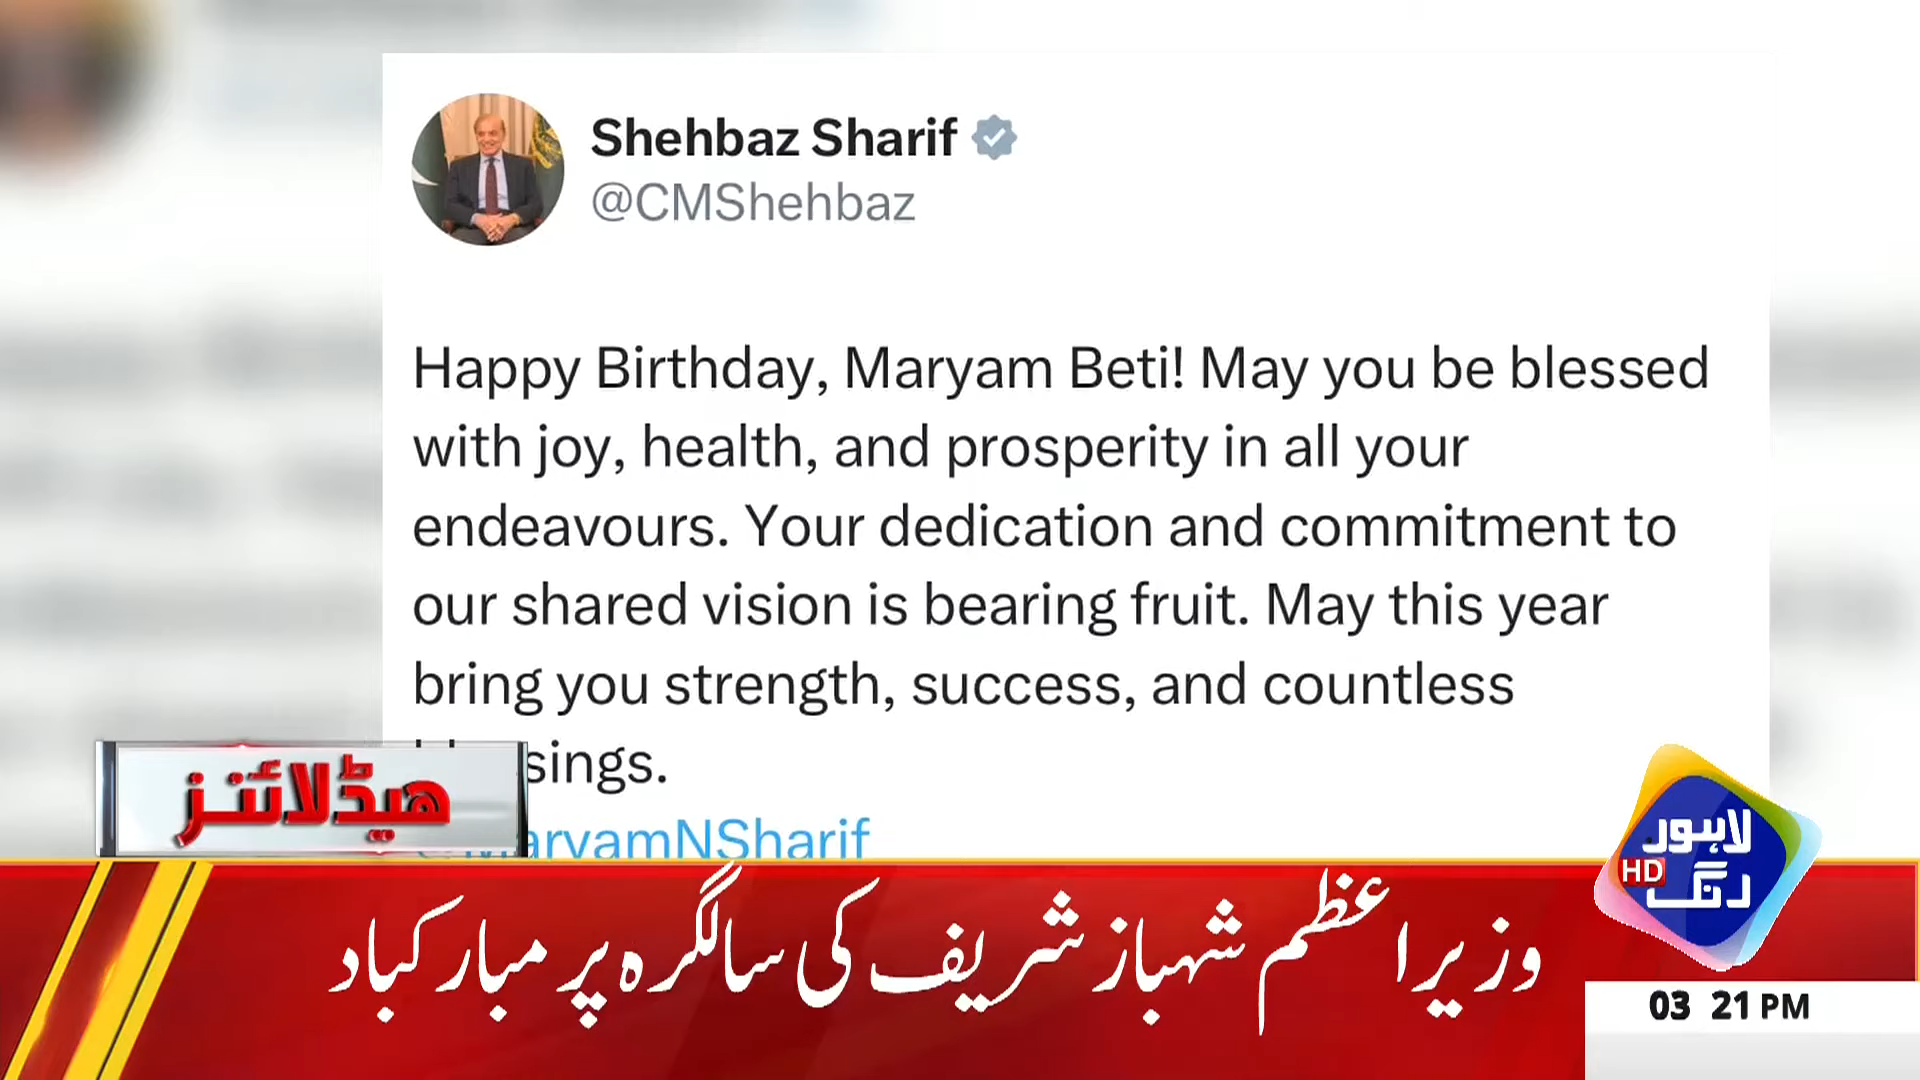 Shehbaz Sharif
@CMShehbaz
Happy Birthday, Maryam Beti! May you be blessed
with joy, health, and prosperity in all your
endeavours. Your dedication and commitment to
our shared vision is bearing fruit. May this year
bring you strength, success, and countless
sings.
aryamNSharif
ہیڈلائنز
لاہور
HD
رنگ
وزیراعظم شہباز شریف کی سالگرہ پر مبارکباد
03 21 PM